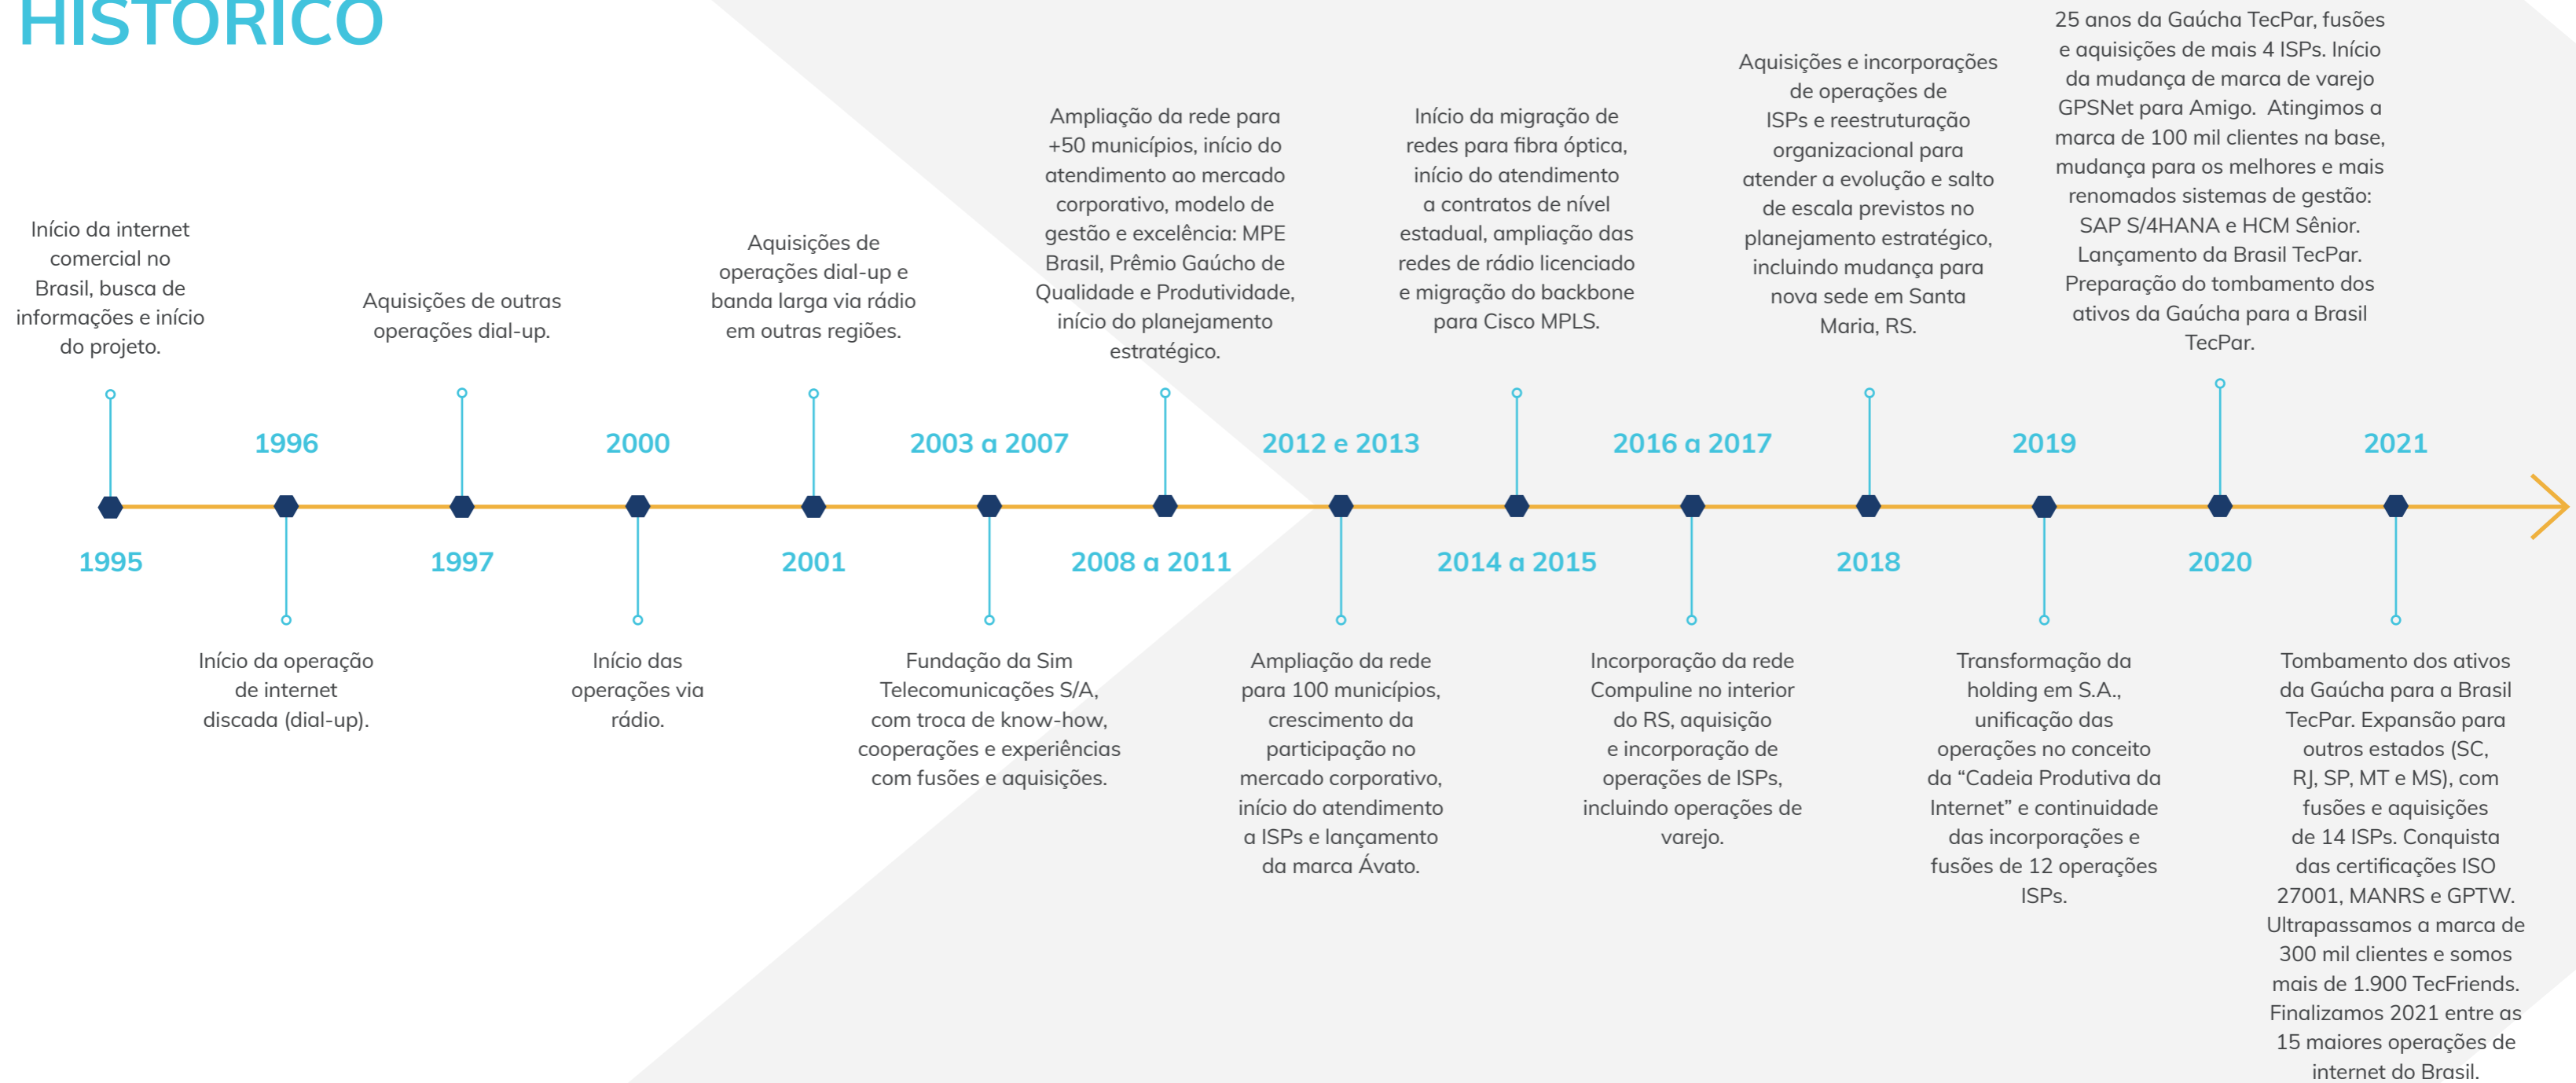 HISTÓRICO
Início da internet
comercial no
Brasil, busca de
informações e início
do projeto.
1995
1996
Início da operação
de internet
discada (dial-up).
Aquisições de outras
operações dial-up.
1997
2000
Início das
operações via
rádio.
Aquisições de
operações dial-up e
banda larga via rádio
em outras regiões.
2001
2003 a 2007
Fundação da Sim
Telecomunicações S/A,
com troca de know-how,
cooperações e experiências
com fusões e aquisições.
Ampliação da rede para
+50 municípios, início do
atendimento ao mercado
corporativo, modelo de
gestão e excelência: MPE
Brasil, Prêmio Gaúcho de
Qualidade e Produtividade,
início do planejamento
estratégico.
2008 a 2011
2012 e 2013
Ampliação da rede
para 100 municípios,
crescimento da
participação no
mercado corporativo,
início do atendimento
a ISPs e lançamento
da marca Ávato.
Início da migração de
redes para fibra óptica,
início do atendimento
a contratos de nível
estadual, ampliação das
redes de rádio licenciado
e migração do backbone
para Cisco MPLS.
2014 a 2015
2016 a 2017
Incorporação da rede
Compuline no interior
do RS, aquisição
e incorporação de
operações de ISPs,
incluindo operações de
varejo.
Aquisições e incorporações
de operações de
ISPs e reestruturação
organizacional para
atender a evolução e salto
de escala previstos no
planejamento estratégico,
incluindo mudança para
nova sede em Santa
Maria, RS.
2018
2019
Transformação da
holding em S.A.,
unificação das
operações no conceito
da “Cadeia Produtiva da
Internet” e continuidade
das incorporações e
fusões de 12 operações
ISPs.
25 anos da Gaúcha TecPar, fusões
e aquisições de mais 4 ISPs. Início
da mudança de marca de varejo
GPSNet para Amigo. Atingimos a
marca de 100 mil clientes na base,
mudança para os melhores e mais
renomados sistemas de gestão:
SAP S/4HANA e HCM Sênior.
Lançamento da Brasil TecPar.
Preparação do tombamento dos
ativos da Gaúcha para a Brasil
TecPar.
2020
2021
Tombamento dos ativos
da Gaúcha para a Brasil
TecPar. Expansão para
outros estados (SC,
RJ, SP, MT e MS), com
fusões e aquisições
de 14 ISPs. Conquista
das certificações ISO
27001, MANRS e GPTW.
Ultrapassamos a marca de
300 mil clientes e somos
mais de 1.900 TecFriends.
Finalizamos 2021 entre as
15 maiores operações de
internet do Brasil.